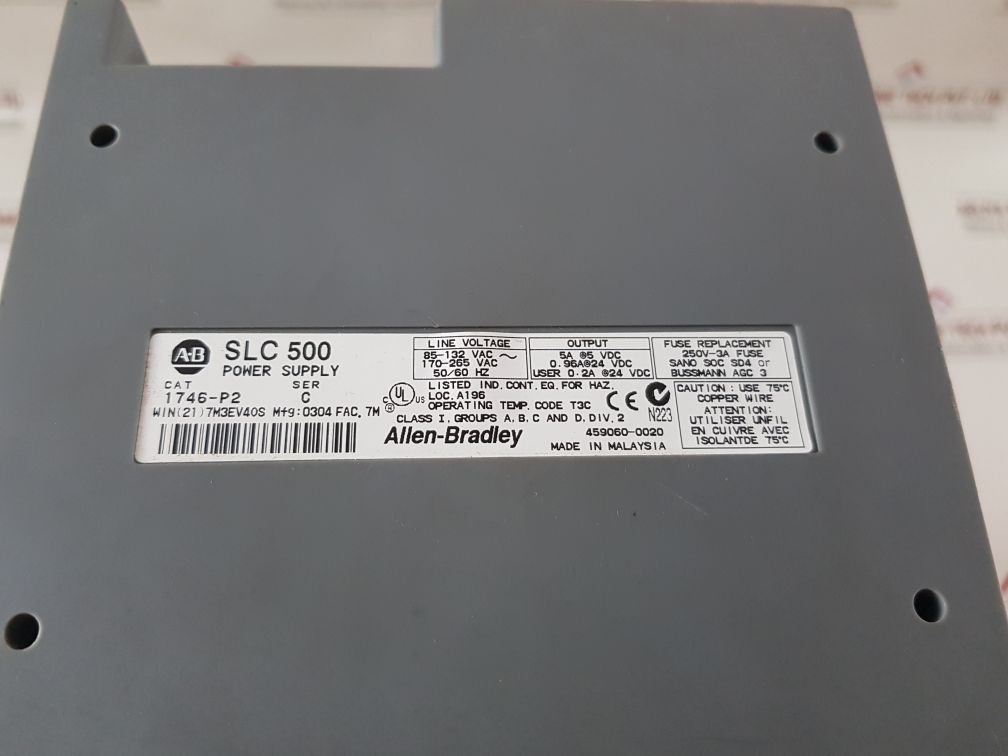 A-B
SLC 500
POWER SUPPLY
CAT SER
1746-P2 C
WIN(21)7M3EV40S Mfg:0304 FAC. 7M
LINE VOLTAGE
85-132 VAC ~
170-265 VAC
50/60 HZ
OUTPUT
5A @5 VDC
0.96A@24 VDC
USER 0.2A @24 VDC
FUSE REPLACEMENT
250V-3A FUSE
SANO SOC SD4 or
BUSSMANN AGC 3
C UL US
®
LISTED IND. CONT. EQ. FOR HAZ.
LOC. A196
OPERATING TEMP. CODE T3C
CLASS I, GROUPS A, B, C AND D, DIV. 2
CE
N223
CAUTION: USE 75°C
COPPER WIRE
ATTENTION:
UTILISER UNFIL
EN CUIVRE AVEC
ISOLANTDE 75°C
Allen-Bradley
459060-0020
MADE IN MALAYSIA